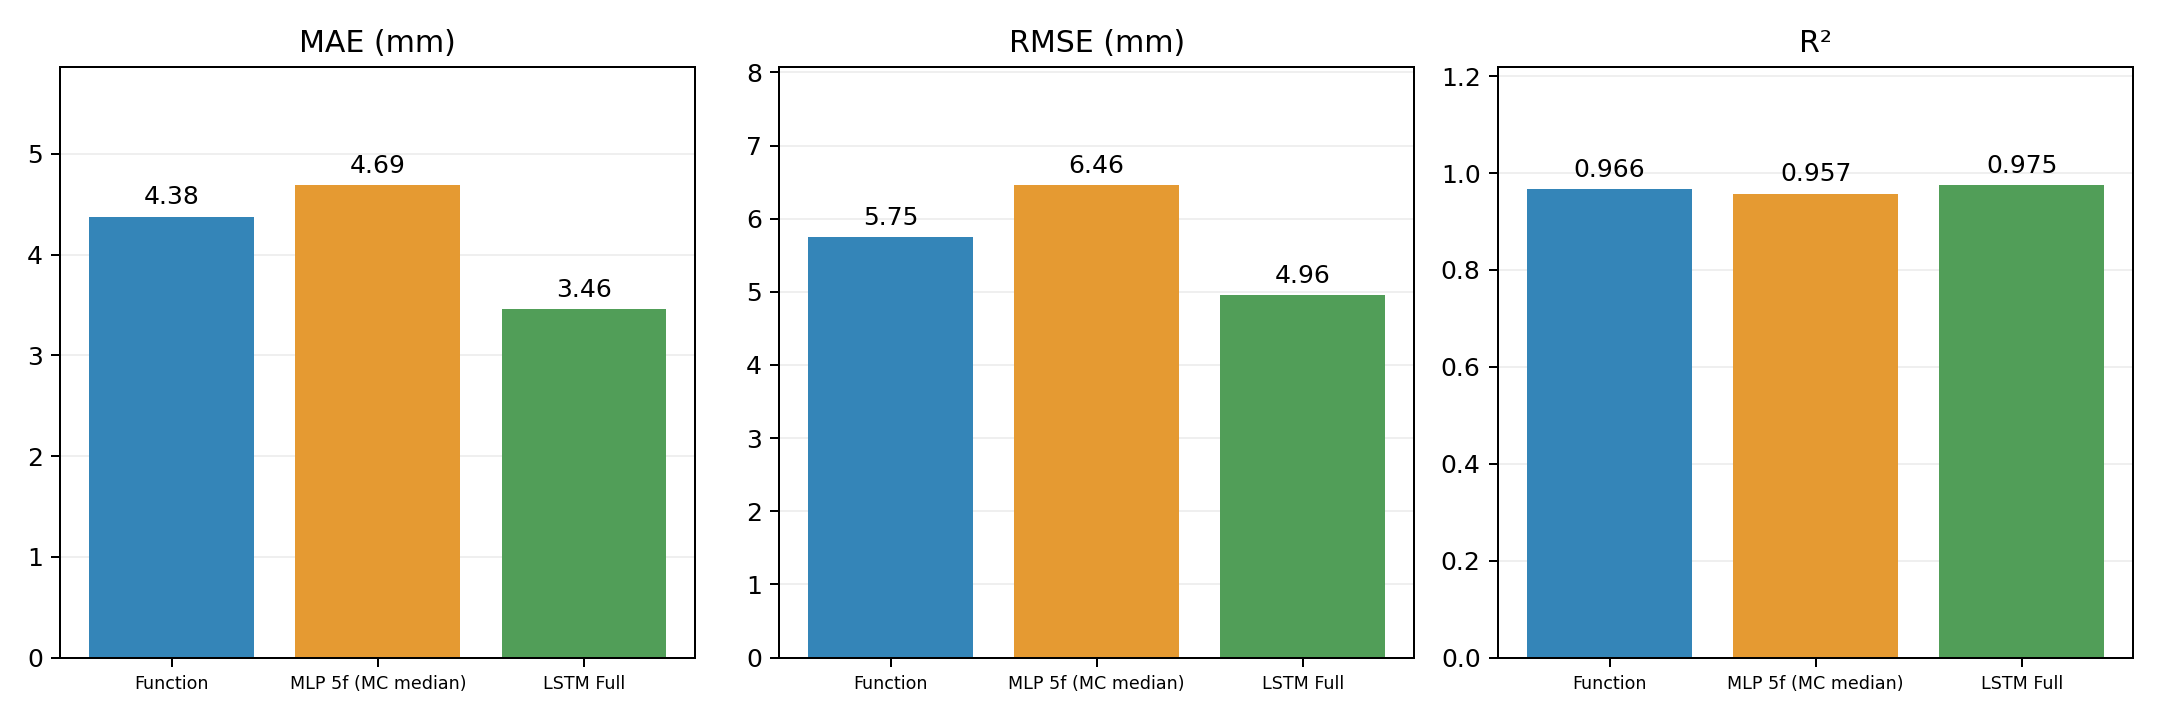 MAE (mm)
5
4
3
2
1
0
4.38
4.69
3.46
Function
MLP 5f (MC median)
LSTM Full
RMSE (mm)
8
7
6
5
4
3
2
1
0
5.75
6.46
4.96
Function
MLP 5f (MC median)
LSTM Full
R²
1.2
1.0
0.8
0.6
0.4
0.2
0.0
0.966
0.957
0.975
Function
MLP 5f (MC median)
LSTM Full